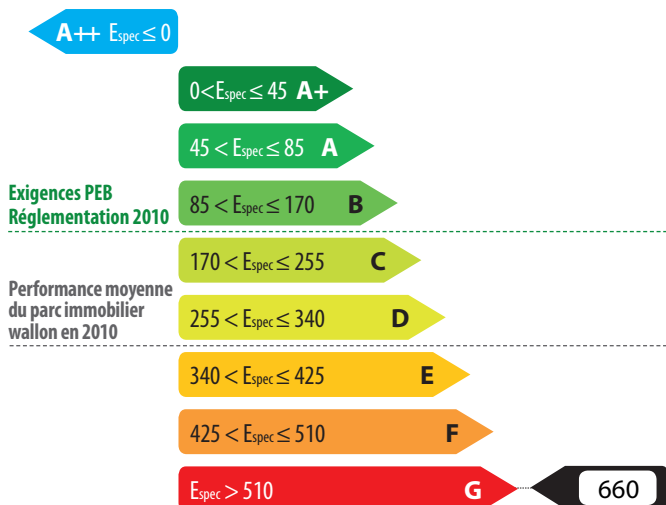 A++ Espec ≤ 0
0<Espec ≤ 45 A+
45 < Espec ≤ 85 A
Exigences PEB
Réglementation 2010
85 < Espec ≤ 170 B
170 < Espec ≤ 255 C
Performance moyenne
du parc immobilier
wallon en 2010
255 < Espec ≤ 340 D
340 < Espec ≤ 425 E
425 < Espec ≤ 510 F
Espec > 510 G
660